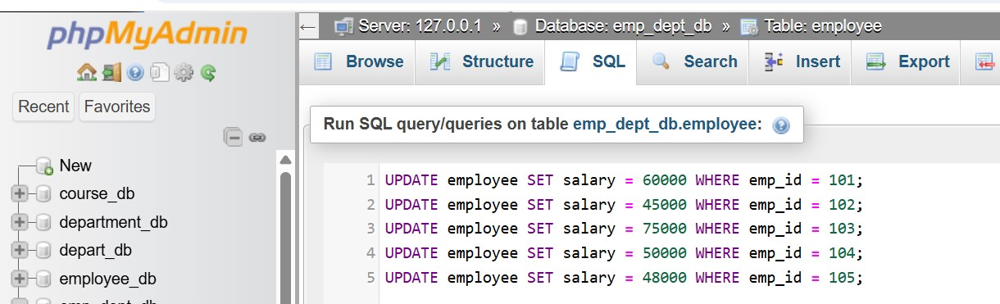 phpMyAdmin
Recent Favorites
New
course_db
department_db
depart_db
employee_db
emp_dept_db
Server: 127.0.0.1 » Database: emp_dept_db » Table: employee
Browse Structure SQL Search Insert Export
Run SQL query/queries on table emp_dept_db.employee:
1 UPDATE employee SET salary = 60000 WHERE emp_id = 101;
2 UPDATE employee SET salary = 45000 WHERE emp_id = 102;
3 UPDATE employee SET salary = 75000 WHERE emp_id = 103;
4 UPDATE employee SET salary = 50000 WHERE emp_id = 104;
5 UPDATE employee SET salary = 48000 WHERE emp_id = 105;